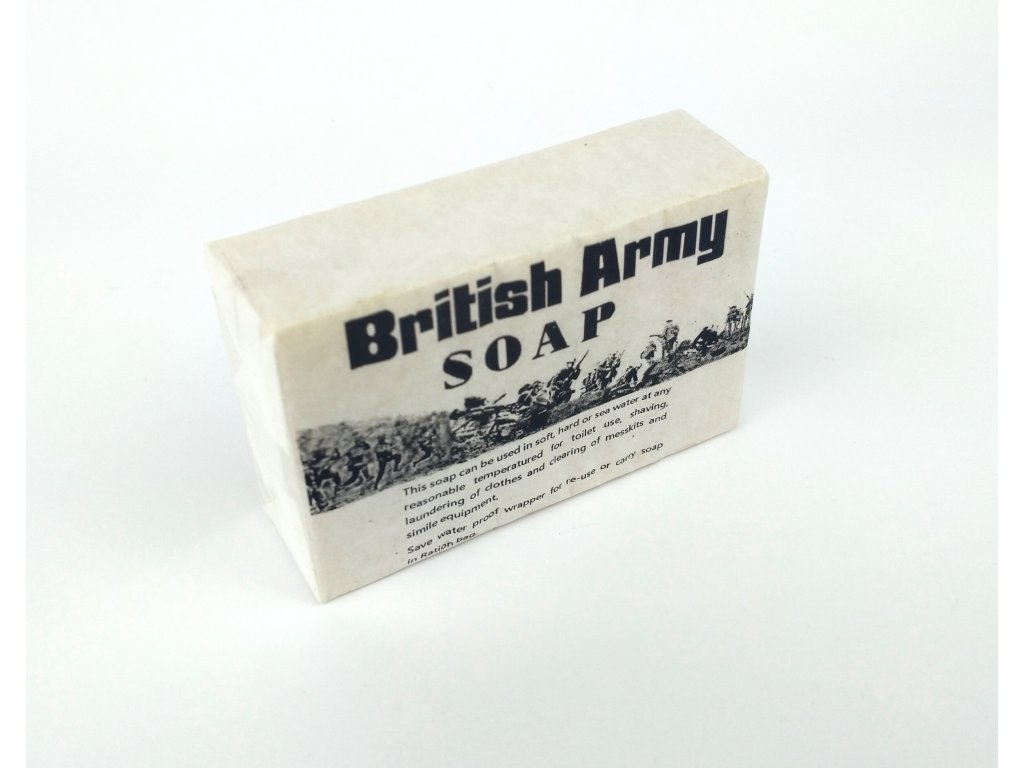 British Army
SOAP
This soap can be used in soft, hard or sea water at any
reasonable temperatured for toilet use, shaving,
laundering of clothes and clearing of messkits and
simile equipment.
Save water proof wrapper for re-use or carry soap
in Ration bag.